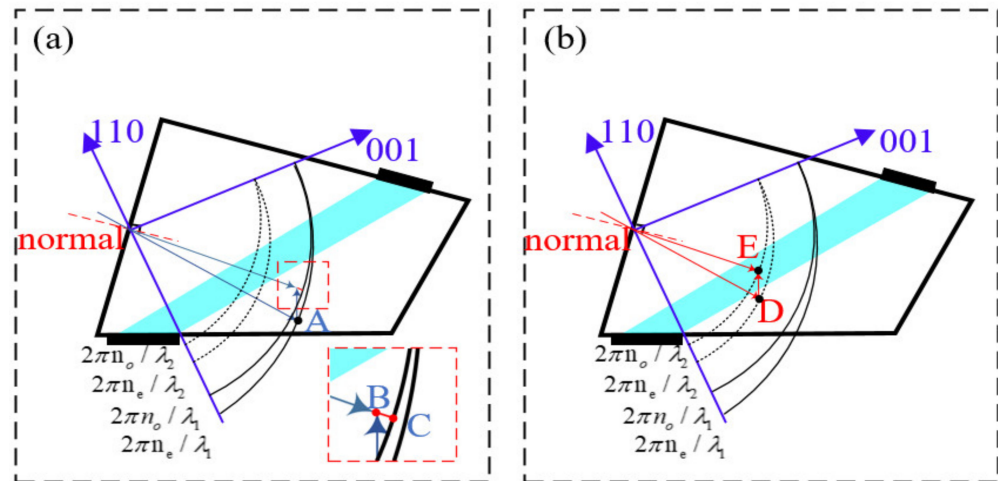 (a)
110
001
normal
A
2πn_o / λ_2
2πn_e / λ_2
2πn_o / λ_1
2πn_e / λ_1
B
C
(b)
110
001
normal
E
D
2πn_o / λ_2
2πn_e / λ_2
2πn_o / λ_1
2πn_e / λ_1